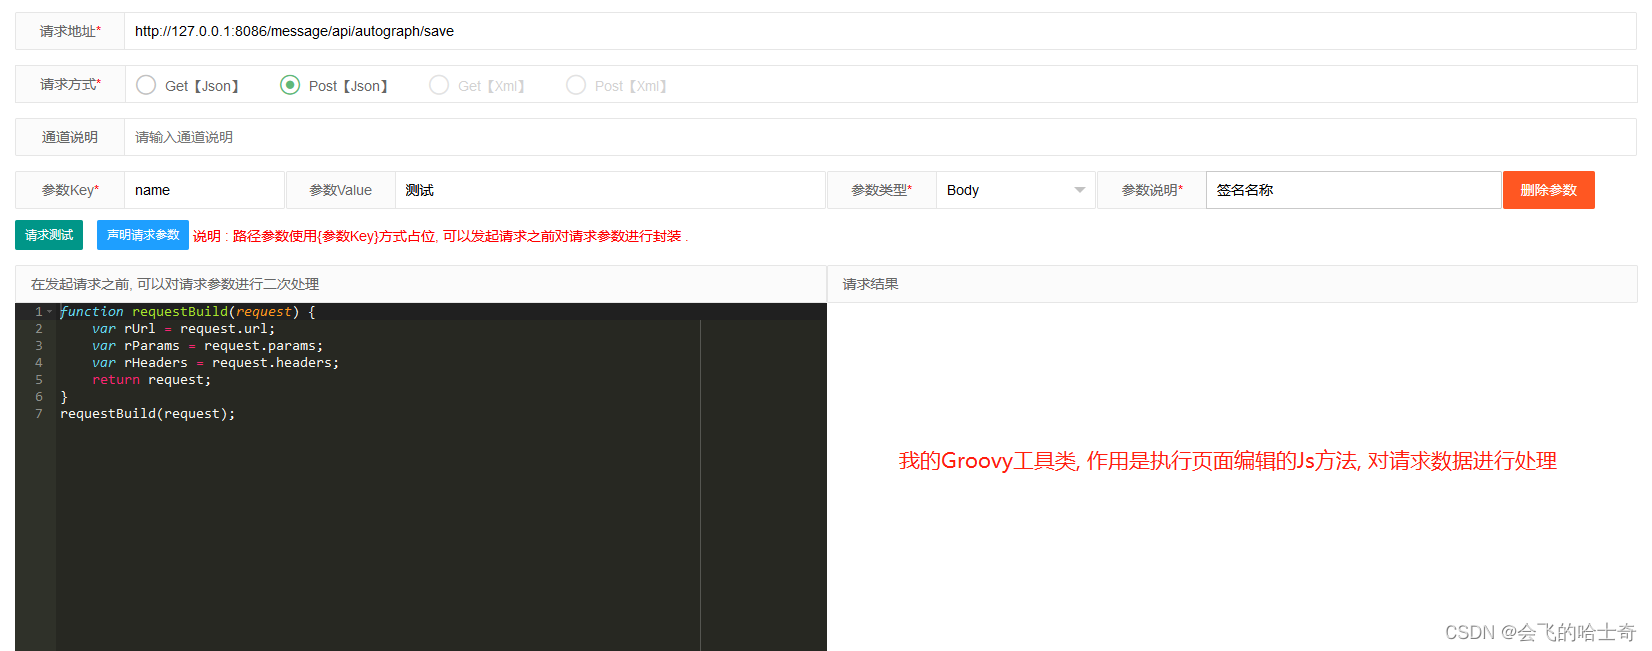 请求地址* http://127.0.0.1:8086/message/api/autograph/save
请求方式* Get【Json】 Post【Json】 Get【Xml】 Post【Xml】
通道说明 请输入通道说明
参数Key* name 参数Value 测试 参数类型* Body 参数说明* 签名名称 删除参数
请求测试 声明请求参数 说明 : 路径参数使用{参数Key}方式占位, 可以发起请求之前对请求参数进行封装 .
在发起请求之前, 可以对请求参数进行二次处理 请求结果
1 function requestBuild(request) {
2     var rUrl = request.url;
3     var rParams = request.params;
4     var rHeaders = request.headers;
5     return request;
6 }
7 requestBuild(request);
我的Groovy工具类, 作用是执行页面编辑的Js方法, 对请求数据进行处理
CSDN @会飞的哈士奇